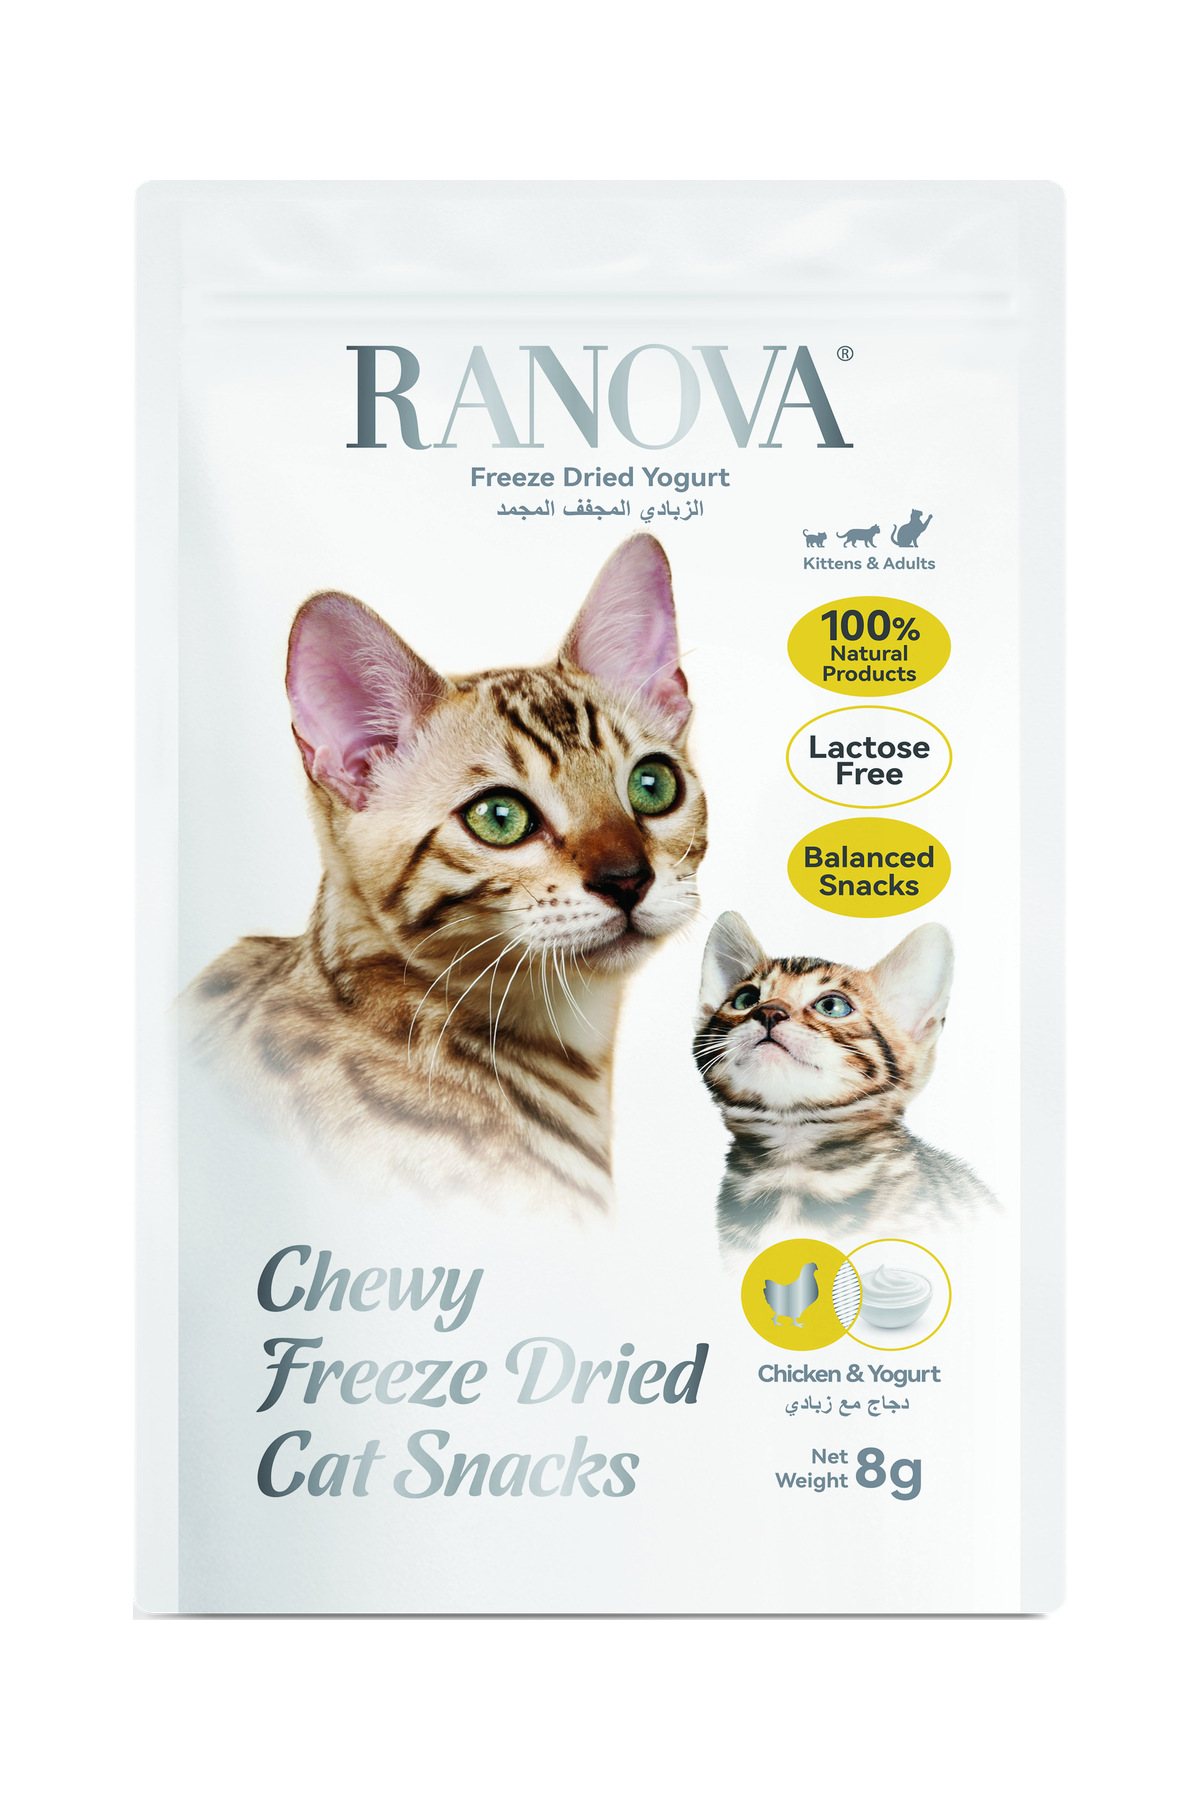 RANOVA®
Freeze Dried Yogurt
الزبادي المجفف المجمد
Kittens & Adults
100%
Natural
Products
Lactose
Free
Balanced
Snacks
Chewy
Freeze Dried
Cat Snacks
Chicken & Yogurt
دجاج مع زبادي
Net
Weight 8g